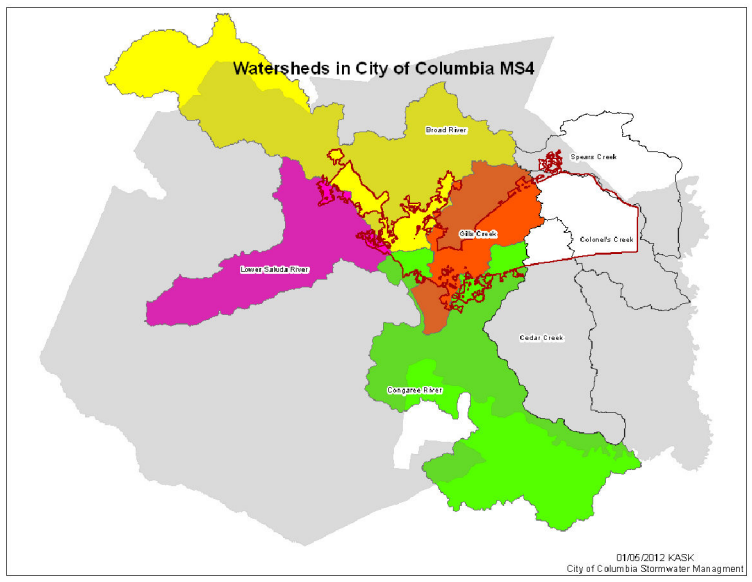 Watersheds in City of Columbia MS4
Broad River
Spears Creek
Gills Creek
Colonel's Creek
Lower Saluda River
Cedar Creek
Congaree River
01/05/2012 KASK
City of Columbia Stormwater Managment